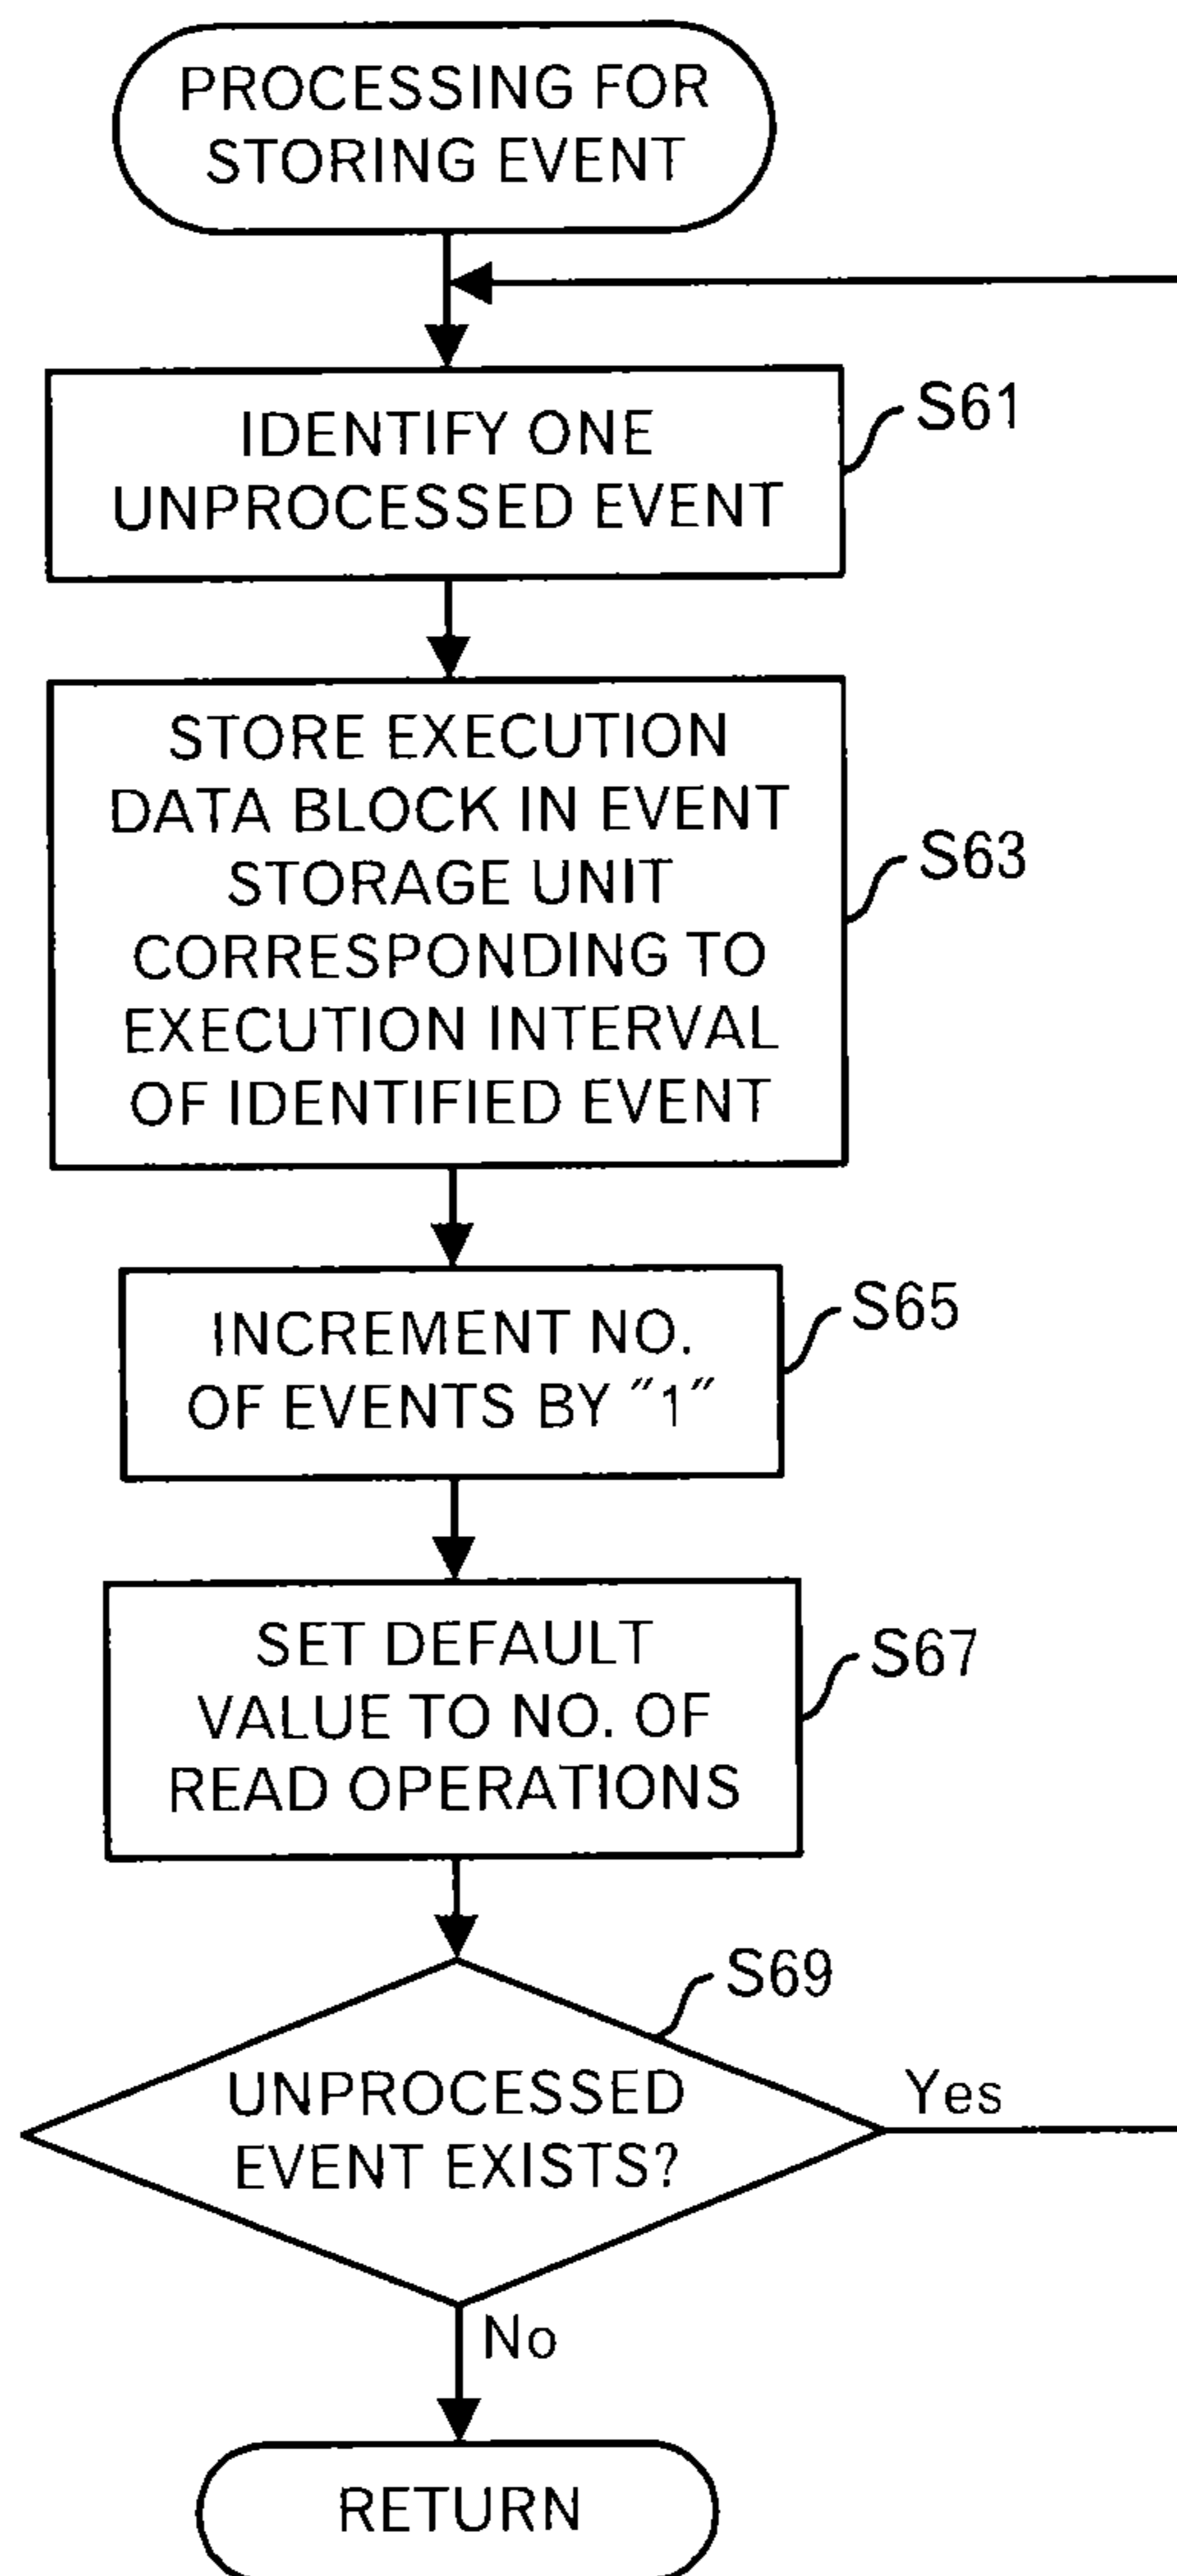 PROCESSING FOR
STORING EVENT
IDENTIFY ONE
UNPROCESSED EVENT
S61
STORE EXECUTION
DATA BLOCK IN EVENT
STORAGE UNIT
CORRESPONDING TO
EXECUTION INTERVAL
OF IDENTIFIED EVENT
S63
INCREMENT NO.
OF EVENTS BY "1"
S65
SET DEFAULT
VALUE TO NO. OF
READ OPERATIONS
S67
S69
UNPROCESSED
EVENT EXISTS?
Yes
No
RETURN